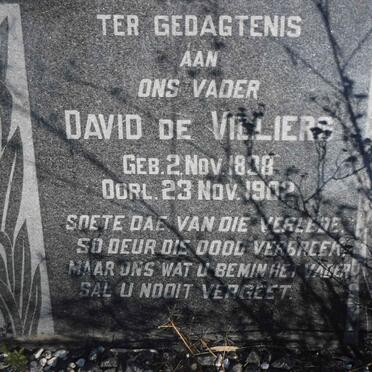 TER GEDAGTENIS
AAN
ONS VADER
DAVID DE VILLIERS
GEB. 2. NOV. 1838
OORL. 23 NOV. 1902
SOETE DAE VAN DIE VERLEDE,
SO DEUR DIE DOOD VERBREEK,
MAAR ONS WAT U BEMIN HET VADER
SAL U NOOIT VERGEET.